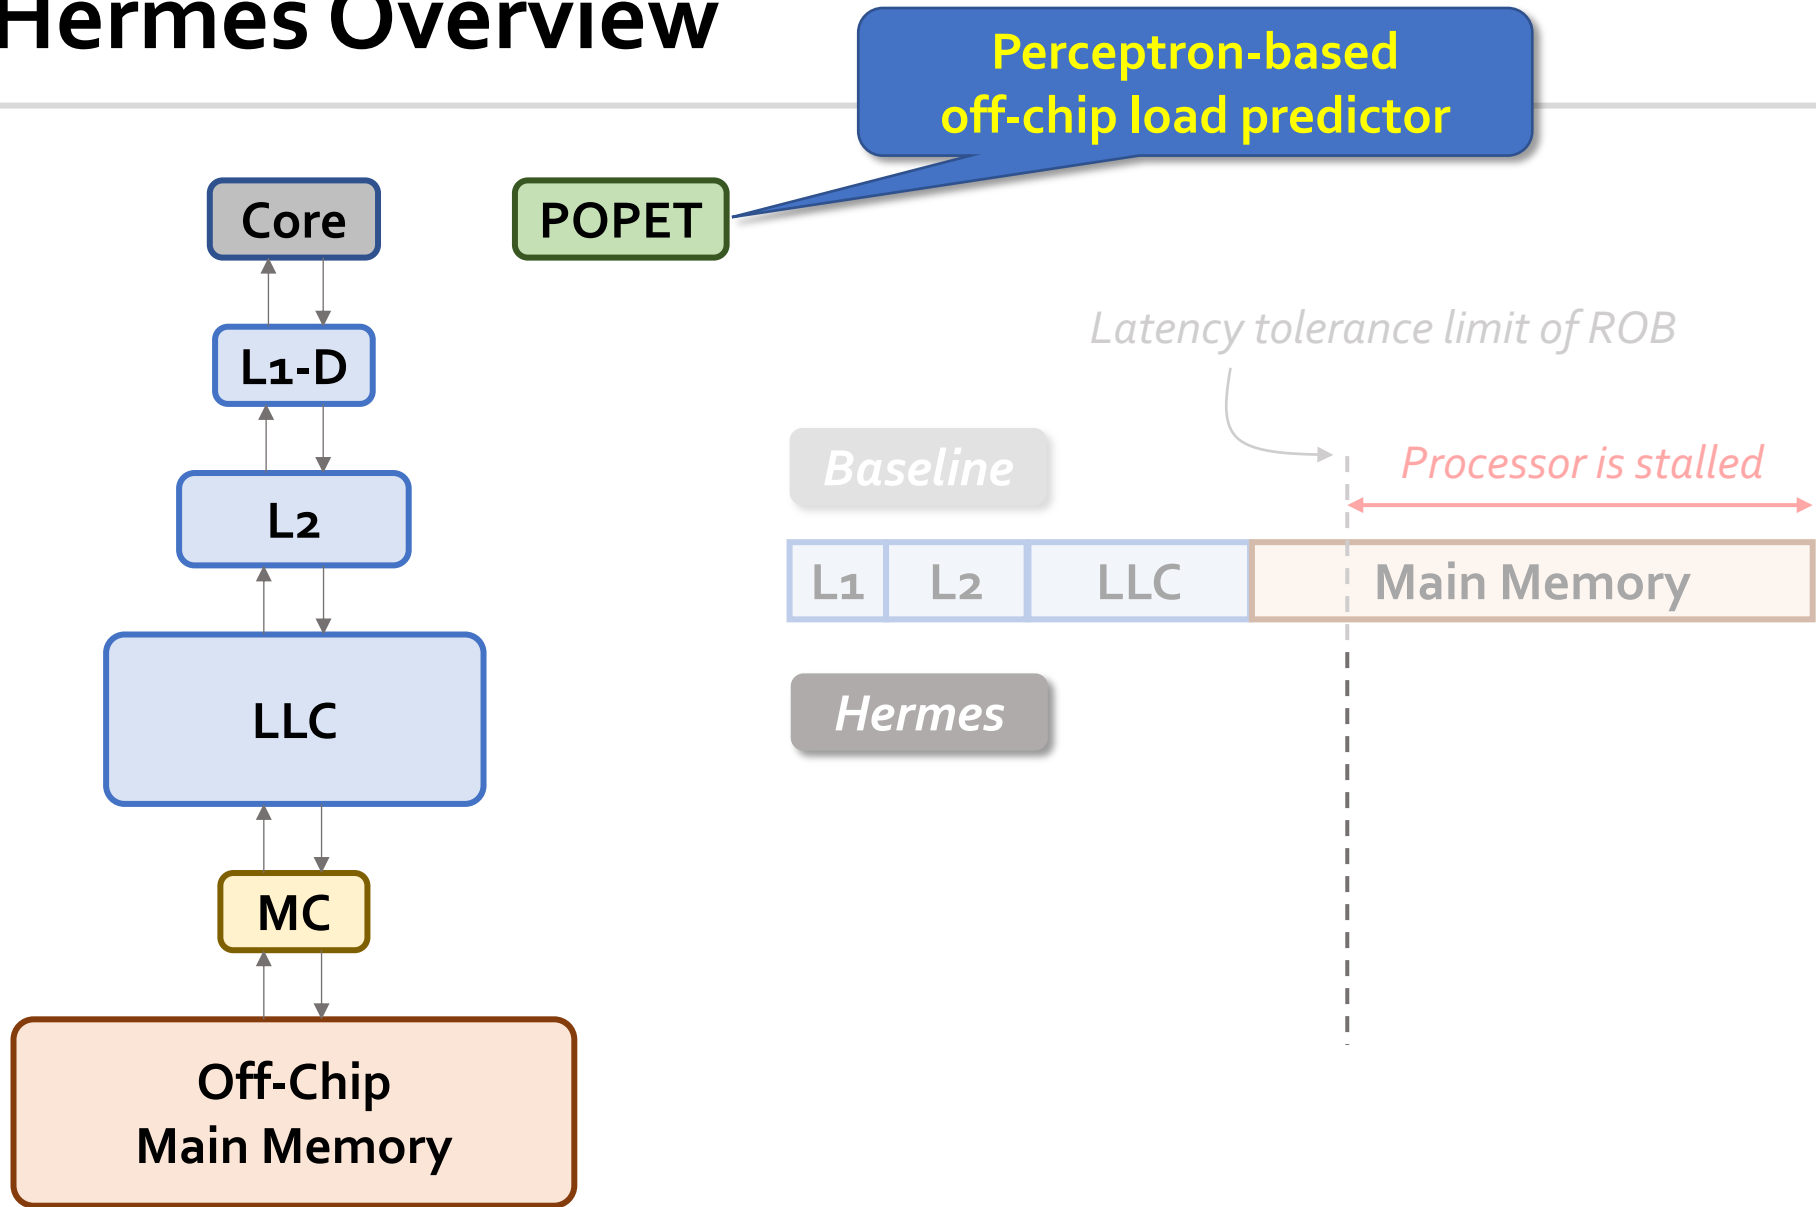 Hermes Overview
Perceptron-based
off-chip load predictor
Core
POPET
L1-D
L2
LLC
MC
Off-Chip
Main Memory
Latency tolerance limit of ROB
Baseline
Processor is stalled
L1 L2 LLC Main Memory
Hermes